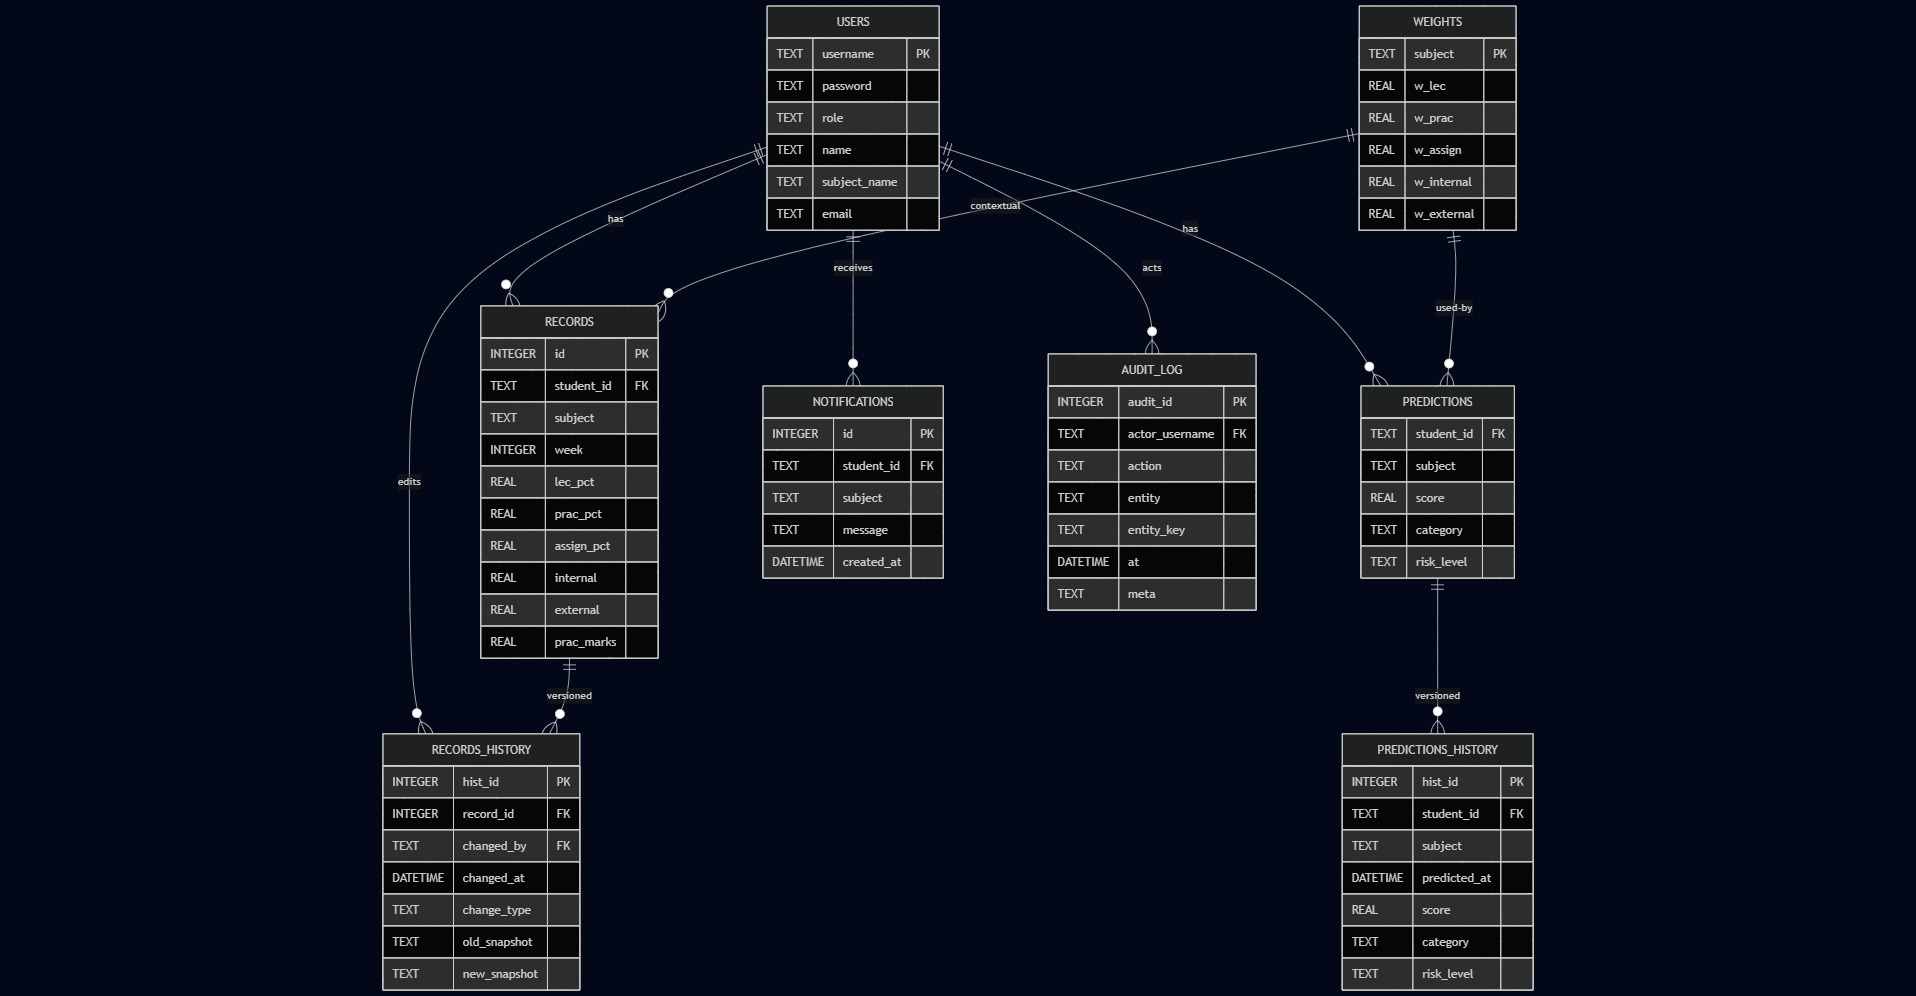 USERS
TEXT username PK
TEXT password
TEXT role
TEXT name
TEXT subject_name
TEXT email
WEIGHTS
TEXT subject PK
REAL w_lec
REAL w_prac
REAL w_assign
REAL w_internal
REAL w_external
contextual
has
has
receives
acts
used-by
edits
RECORDS
INTEGER id PK
TEXT student_id FK
TEXT subject
INTEGER week
REAL lec_pct
REAL prac_pct
REAL assign_pct
REAL internal
REAL external
REAL prac_marks
NOTIFICATIONS
INTEGER id PK
TEXT student_id FK
TEXT subject
TEXT message
DATETIME created_at
AUDIT_LOG
INTEGER audit_id PK
TEXT actor_username FK
TEXT action
TEXT entity
TEXT entity_key
DATETIME at
TEXT meta
PREDICTIONS
TEXT student_id FK
TEXT subject
REAL score
TEXT category
TEXT risk_level
versioned
versioned
RECORDS_HISTORY
INTEGER hist_id PK
INTEGER record_id FK
TEXT changed_by FK
DATETIME changed_at
TEXT change_type
TEXT old_snapshot
TEXT new_snapshot
PREDICTIONS_HISTORY
INTEGER hist_id PK
TEXT student_id FK
TEXT subject
DATETIME predicted_at
REAL score
TEXT category
TEXT risk_level